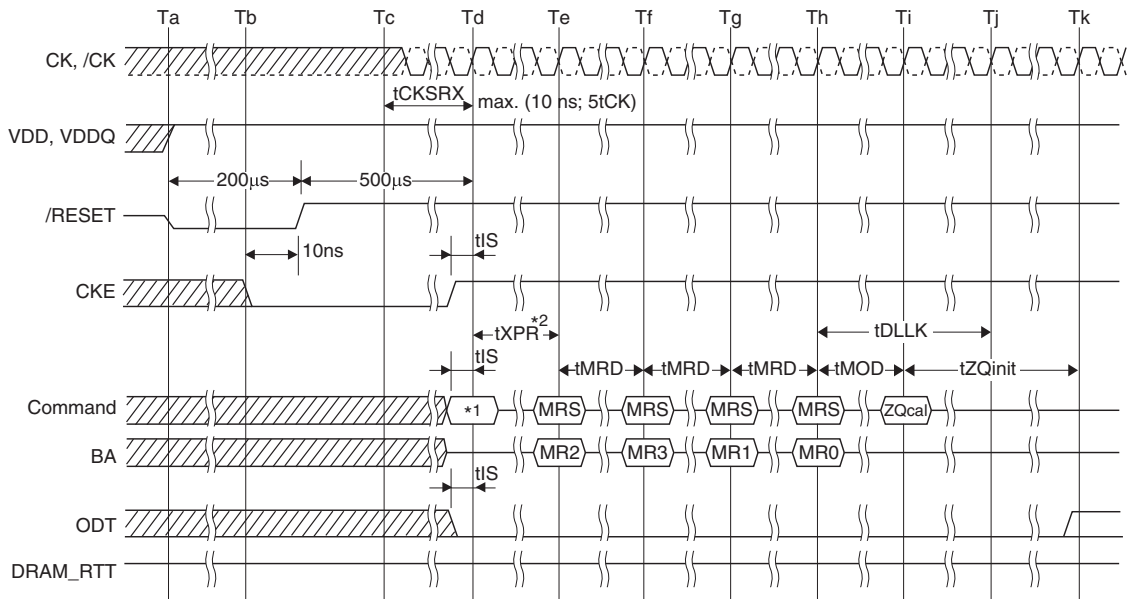 Ta Tb Tc Td Te Tf Tg Th Ti Tj Tk
CK, /CK
tCKSRX max. (10 ns; 5tCK)
VDD, VDDQ
200μs 500μs
/RESET
10ns tIS
CKE
tXPR*2 tDLLK
tIS tMRD tMRD tMRD tMOD tZQinit
Command *1 MRS MRS MRS MRS ZQcal
BA MR2 MR3 MR1 MR0
tIS
ODT
DRAM_RTT